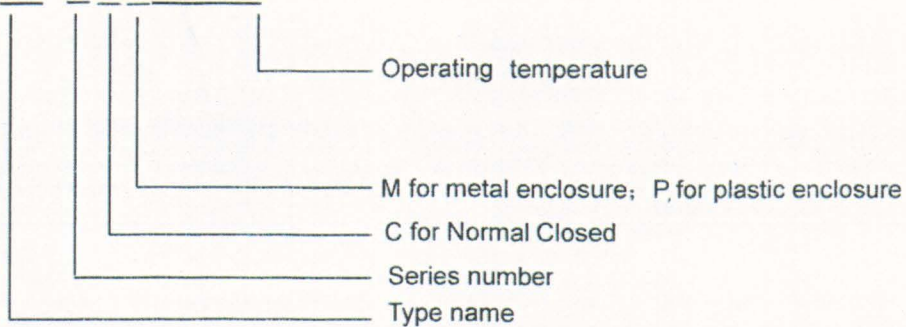 Operating temperature
M for metal enclosure; P, for plastic enclosure
C for Normal Closed
Series number
Type name